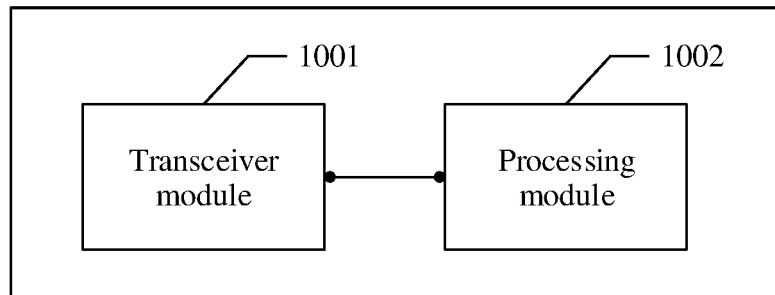 1001
1002
Transceiver
module
Processing
module